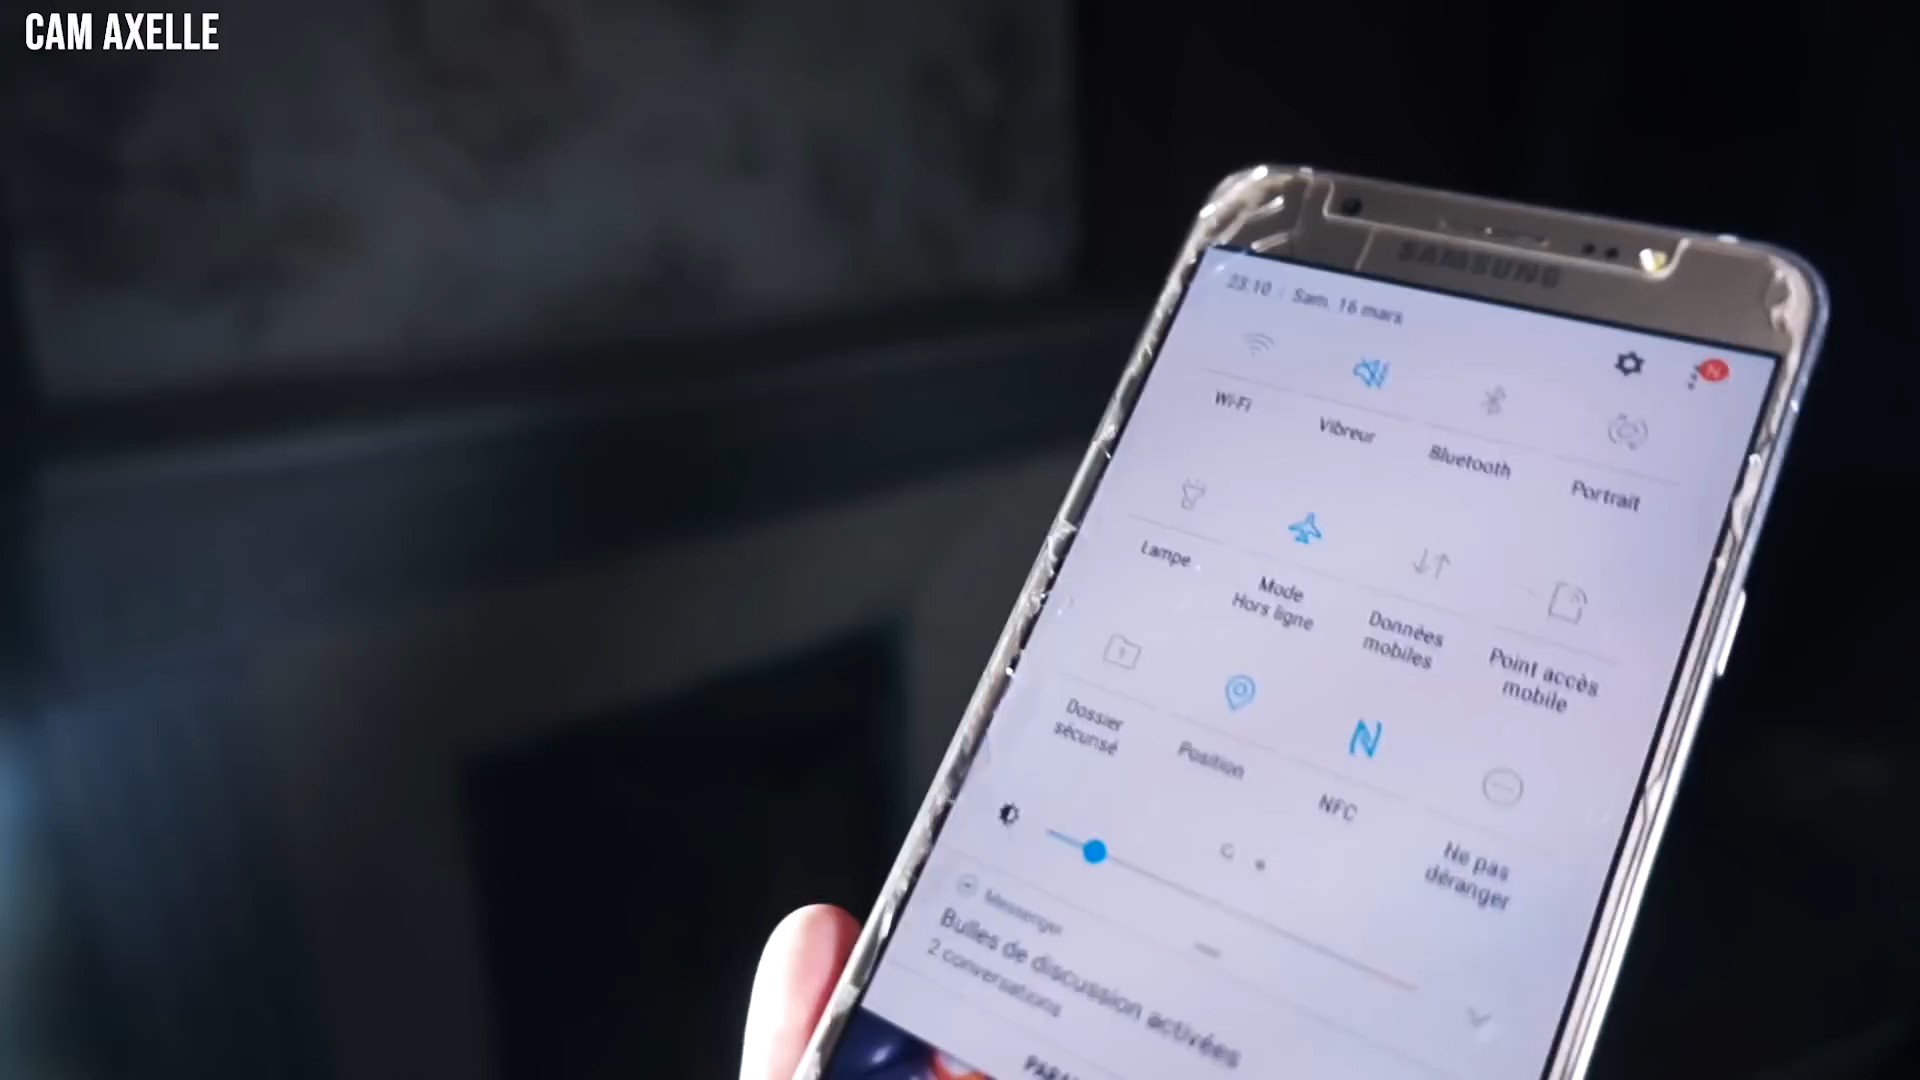 CAM AXELLE
SAMSUNG
23:10 Sam. 16 mars
N
Wi-Fi
Vibreur
Bluetooth
Portrait
Lampe
Mode
Hors ligne
Données
mobiles
Point accès
mobile
Dossier
sécurisé
Position
NFC
Ne pas
déranger
Messenger
Bulles de discussion activées
2 conversations